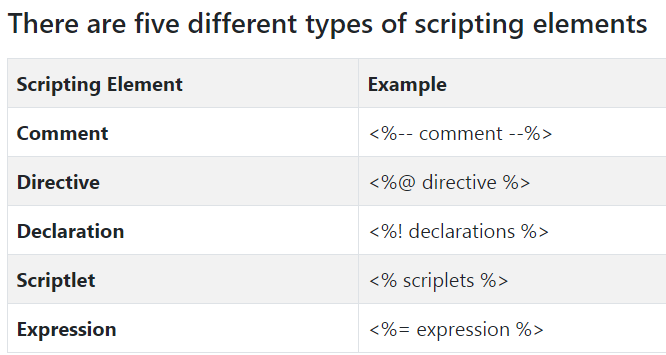 There are five different types of scripting elements
Scripting Element Example
Comment <%-- comment --%>
Directive <%@ directive %>
Declaration <%! declarations %>
Scriptlet <% scriplets %>
Expression <%= expression %>